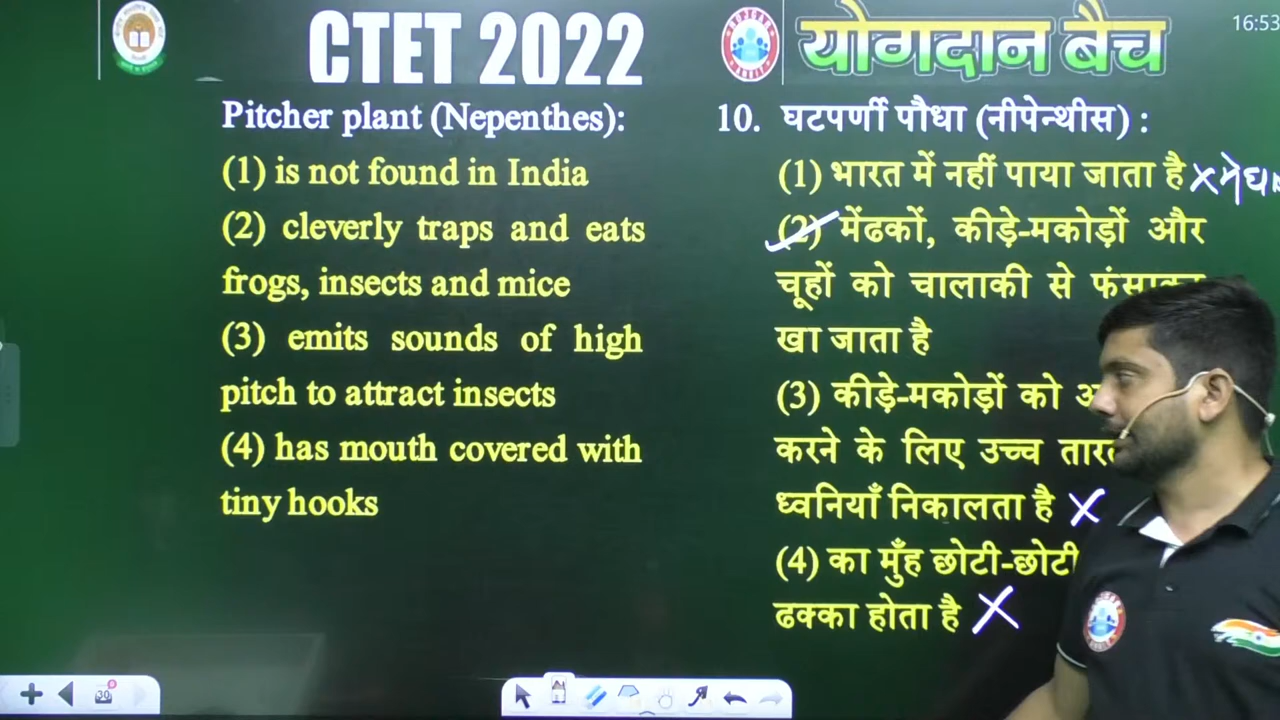 CTET 2022
योगदान बैच
16:53
Pitcher plant (Nepenthes):
(1) is not found in India
(2) cleverly traps and eats
frogs, insects and mice
(3) emits sounds of high
pitch to attract insects
(4) has mouth covered with
tiny hooks
10. घटपर्णी पौधा (नीपेन्थीस) :
(1) भारत में नहीं पाया जाता है
(2) मेंढकों, कीड़े-मकोड़ों और
चूहों को चालाकी से फंसाकर
खा जाता है
(3) कीड़े-मकोड़ों को
करने के लिए उच्च
ध्वनियाँ निकालता है
(4) का मुँह छोटी-छोटी
ढक्का होता है
30